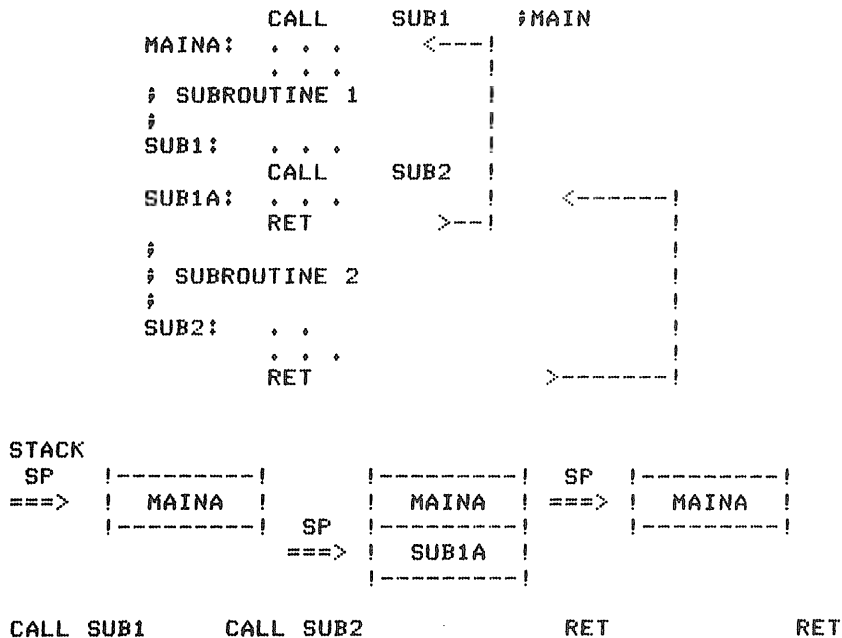 CALL    SUB1      ;MAIN
        MAINA:  . . .     <---!
                . . .         !
        ; SUBROUTINE 1        !
        ;                     !
        SUB1:   . . .         !
                CALL    SUB2  !
        SUB1A:  . . .         !    <-------!
                RET        >--!            !
        ;                                  !
        ; SUBROUTINE 2                     !
        ;                                  !
        SUB2:   . .                        !
                . . .                      !
                RET               >-------!

STACK
 SP   !---------!       !---------!  SP  !---------!
===>  !  MAINA  !       !  MAINA  ! ===> !  MAINA  !
      !---------!  SP   !---------!      !---------!
                  ===>  !  SUB1A  !
                        !---------!

CALL SUB1     CALL SUB2            RET            RET